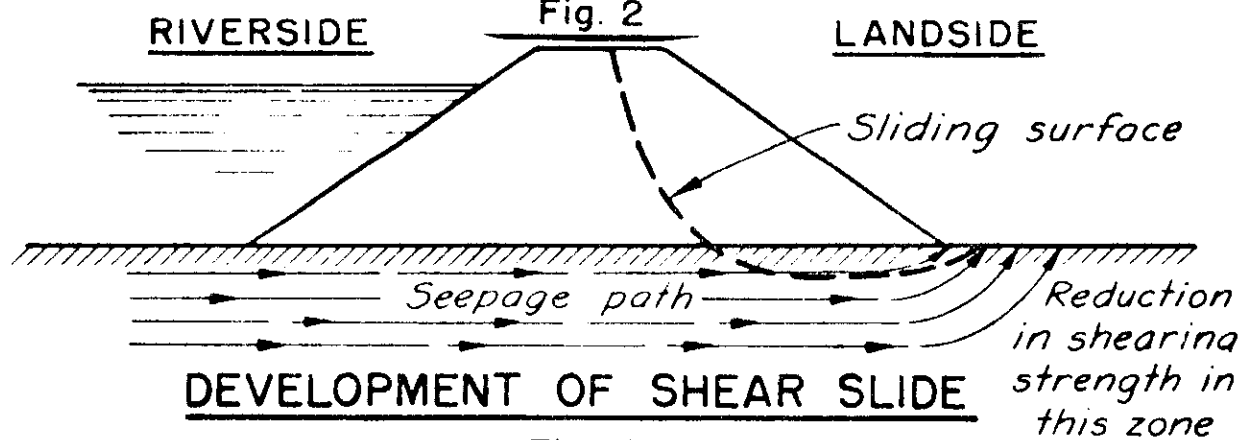 Fig. 2
RIVERSIDE
LANDSIDE
Sliding surface
Seepage path
Reduction
in shearing
strength in
this zone
DEVELOPMENT OF SHEAR SLIDE